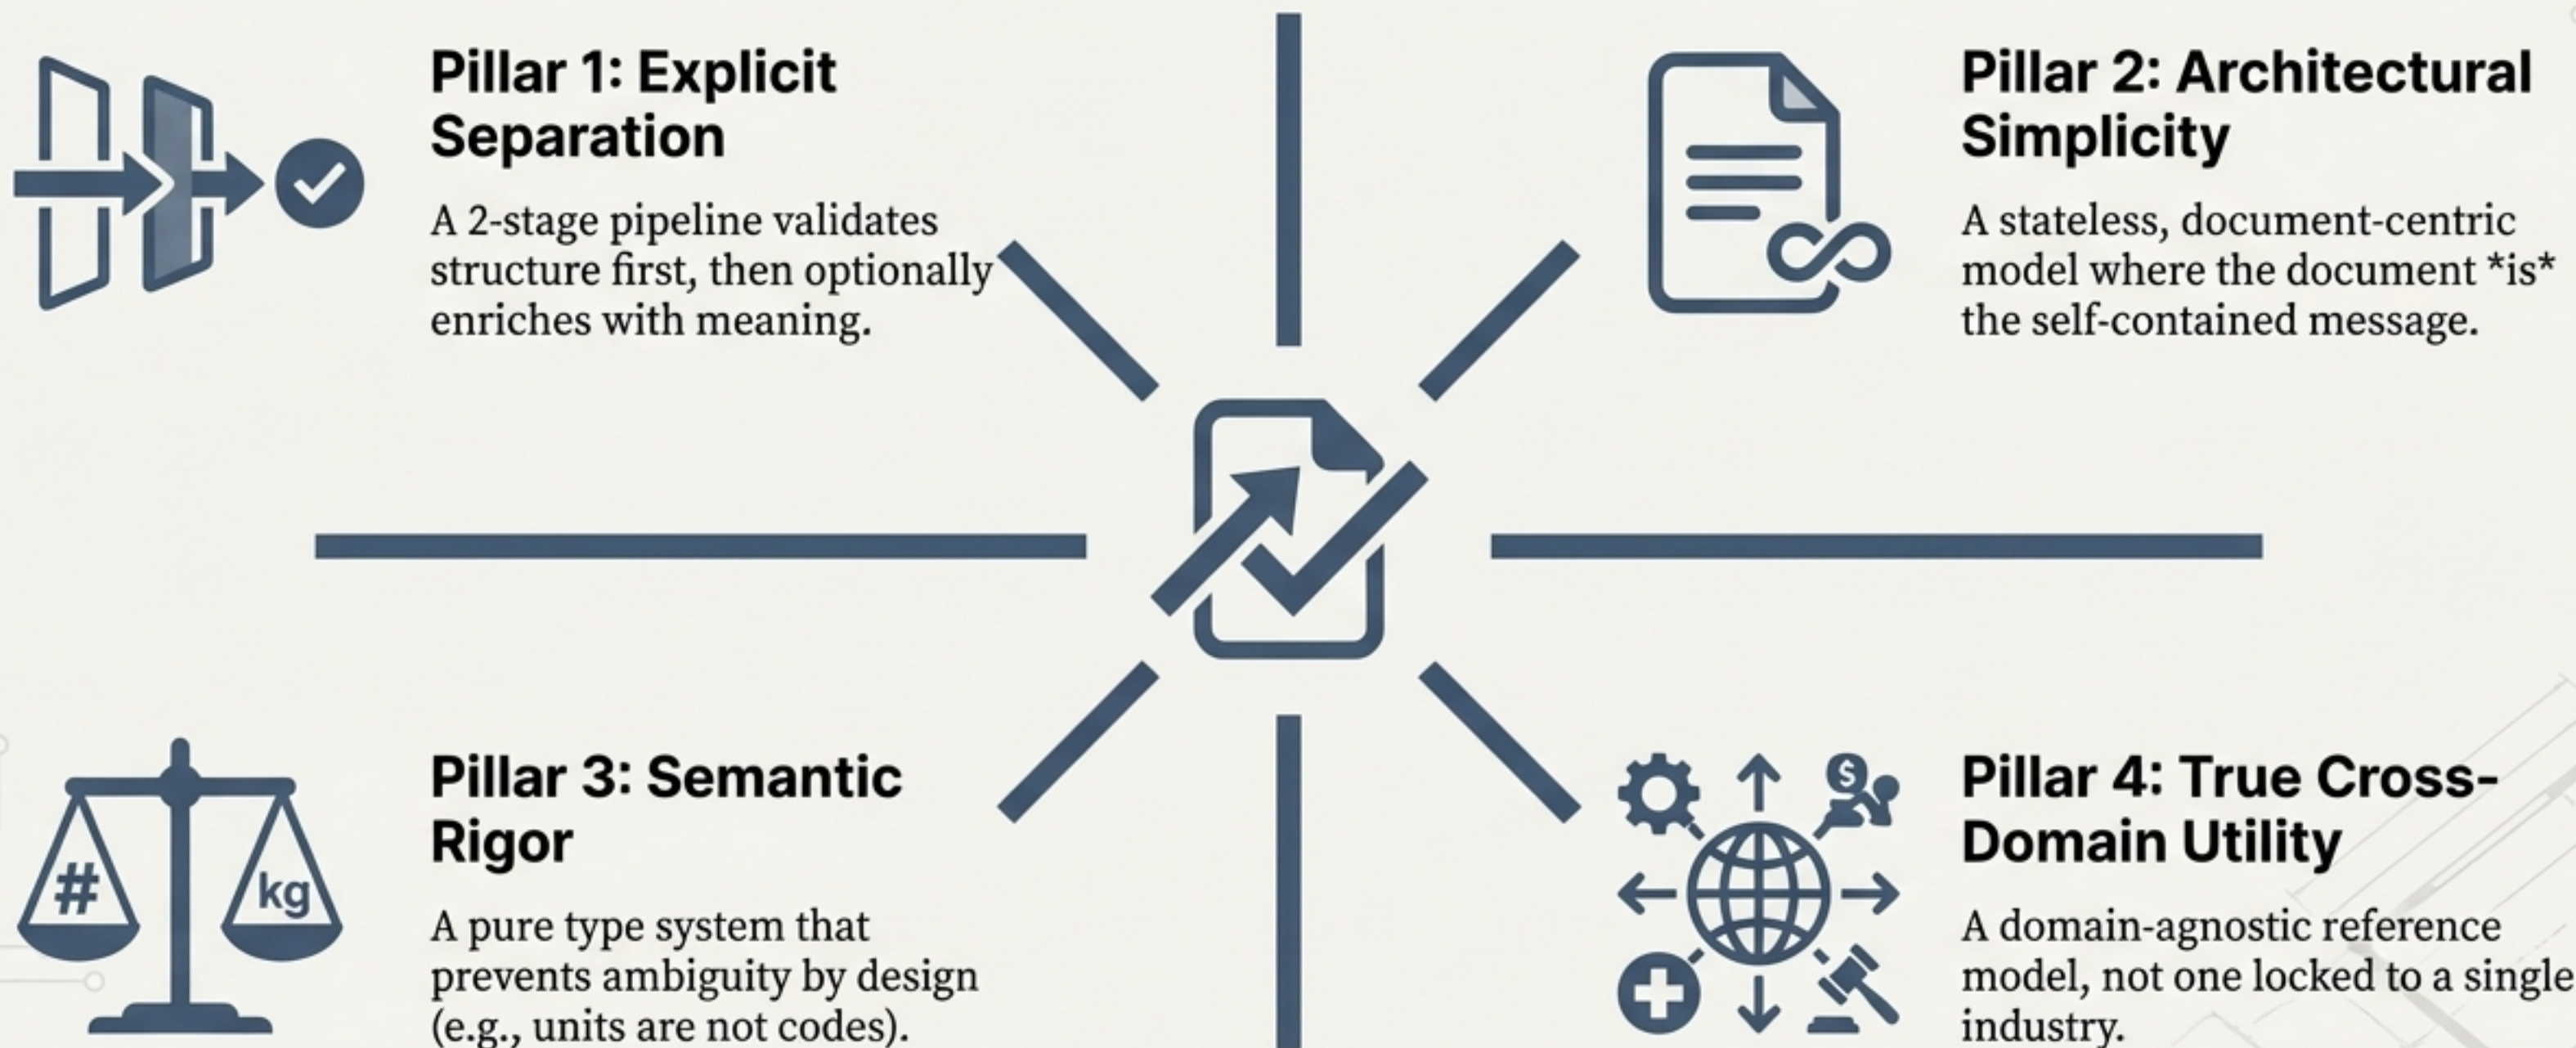 Pillar 1: Explicit
Separation
A 2-stage pipeline validates
structure first, then optionally
enriches with meaning.
Pillar 2: Architectural
Simplicity
A stateless, document-centric
model where the document *is*
the self-contained message.
#
kg
Pillar 3: Semantic
Rigor
A pure type system that
prevents ambiguity by design
(e.g., units are not codes).
$
Pillar 4: True Cross-
Domain Utility
A domain-agnostic reference
model, not one locked to a single
industry.